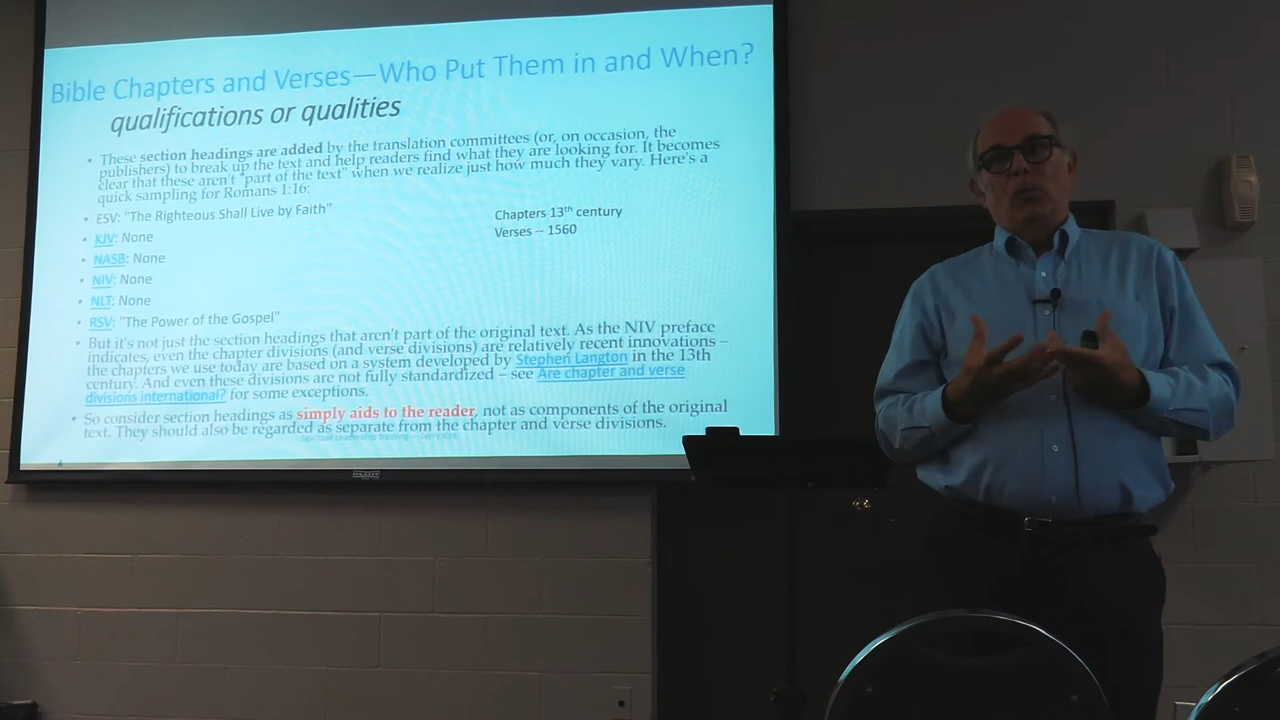 Bible Chapters and Verses—Who Put Them in and When?
qualifications or qualities
• These section headings are added by the translation committees (or, on occasion, the
publishers) to break up the text and help readers find what they are looking for. It becomes
clear that these aren't "part of the text" when we realize just how much they vary. Here's a
quick sampling for Romans 1:16:
• ESV: "The Righteous Shall Live by Faith"
• KJV: None
• NASB: None
• NIV: None
• NLT: None
• RSV: "The Power of the Gospel"
Chapters 13th century
Verses -- 1560
• But it's not just the section headings that aren't part of the original text. As the NIV preface
indicates, even the chapter divisions (and verse divisions) are relatively recent innovations –
the chapters we use today are based on a system developed by Stephen Langton in the 13th
century. And even these divisions are not fully standardized – see Are chapter and verse
divisions international? for some exceptions.
• So consider section headings as simply aids to the reader, not as components of the original
text. They should also be regarded as separate from the chapter and verse divisions.
Spiritual Leadership training